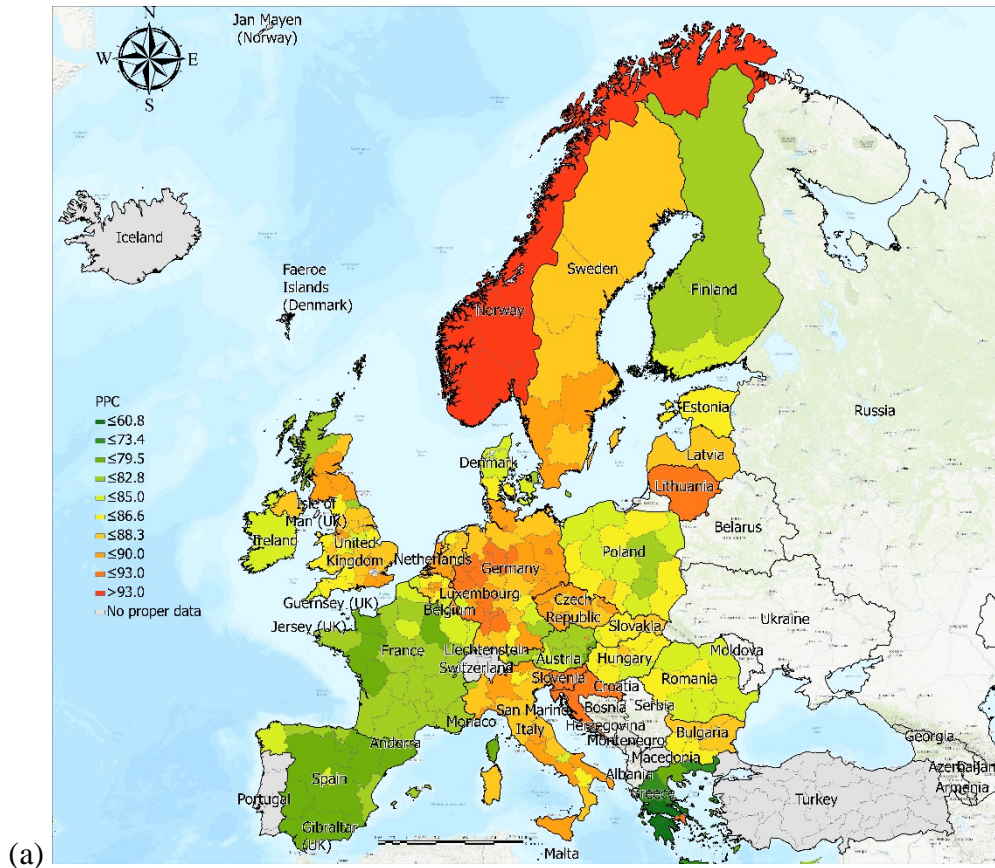 Jan Mayen
(Norway)
N
W E
S
Iceland
Faeroe
Islands
(Denmark)
Sweden
Finland
Norway
PPC
≤60.8
≤73.4
≤79.5
≤82.8
≤85.0
≤86.6
≤88.3
≤90.0
≤93.0
>93.0
No proper data
Estonia
Russia
Latvia
Denmark
Lithuania
Isle of
Man (UK)
Ireland
United
Kingdom
Belarus
Netherlands
Poland
Germany
Guernsey (UK)
Luxembourg
Belgium
Czech
Republic
Ukraine
Jersey (UK)
Slovakia
France
Liechtenstein
Switzerland
Austria
Hungary
Moldova
Slovenia
Croatia
Romania
San Marino
Bosnia
Serbia
Herzegovina
Monaco
Italy
Montenegro
Bulgaria
Andorra
Macedonia
Georgia
Albania
Azerbaijan
Armenia
Spain
Greece
Portugal
Turkey
Gibraltar
(UK)
Malta
(a)